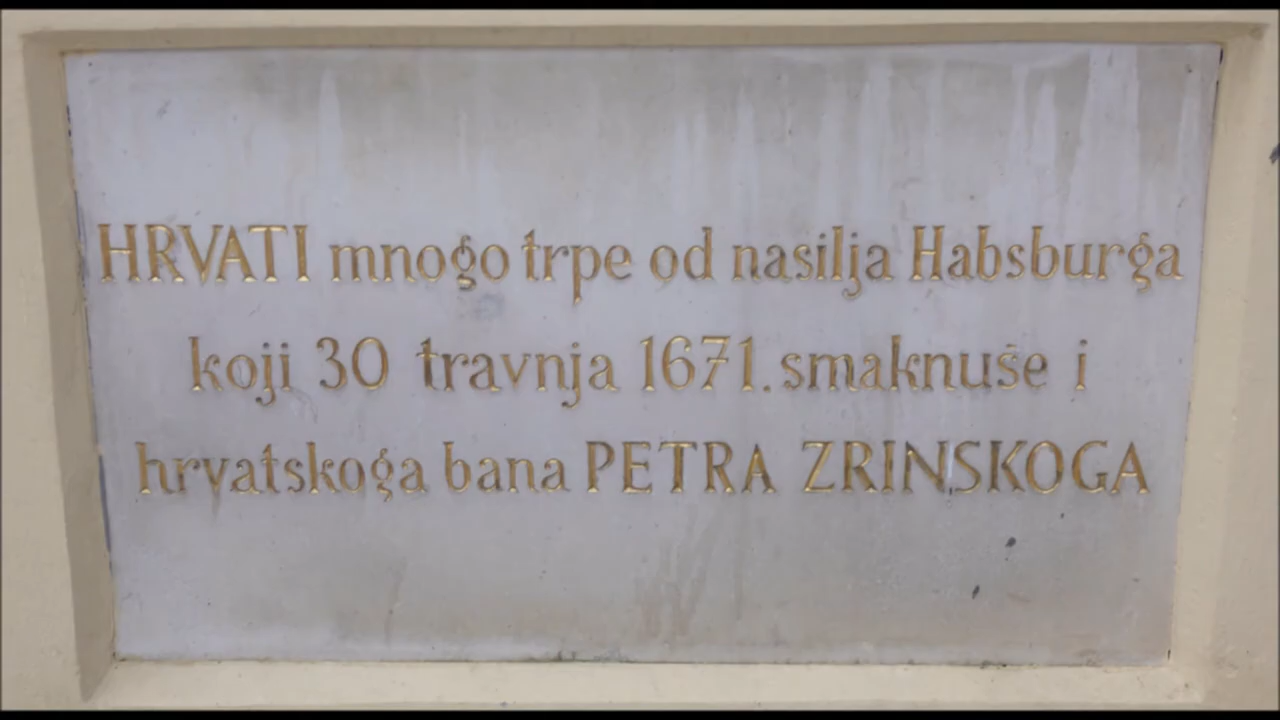 HRVATI mnogo trpe od nasilja Habsburga
koji 30 travnja 1671. smaknuše i
hrvatskoga bana PETRA ZRINSKOGA